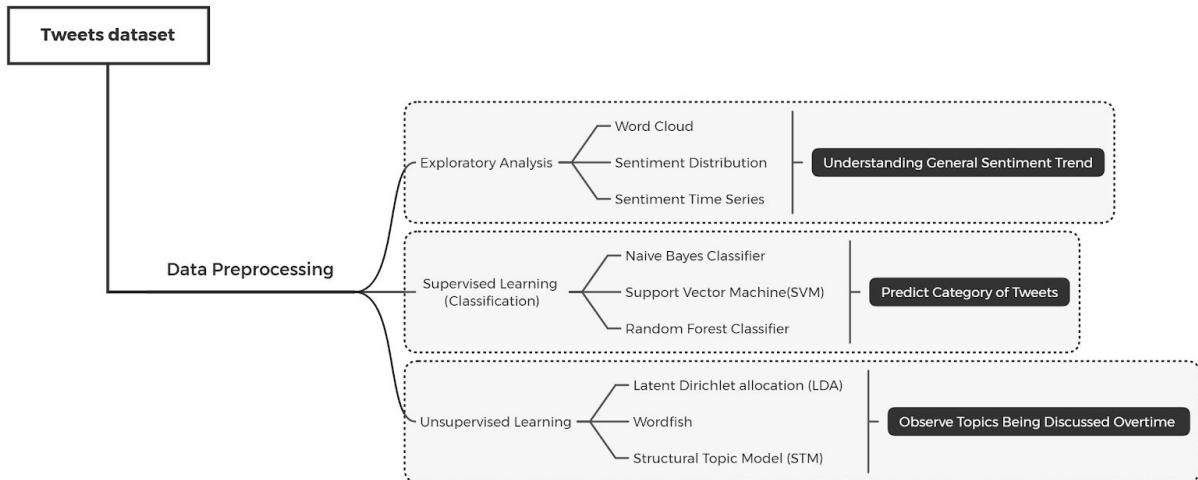 Tweets dataset
Data Preprocessing
Exploratory Analysis
Word Cloud
Sentiment Distribution
Sentiment Time Series
Understanding General Sentiment Trend
Supervised Learning
(Classification)
Naive Bayes Classifier
Support Vector Machine(SVM)
Random Forest Classifier
Predict Category of Tweets
Unsupervised Learning
Latent Dirichlet allocation (LDA)
Wordfish
Structural Topic Model (STM)
Observe Topics Being Discussed Overtime